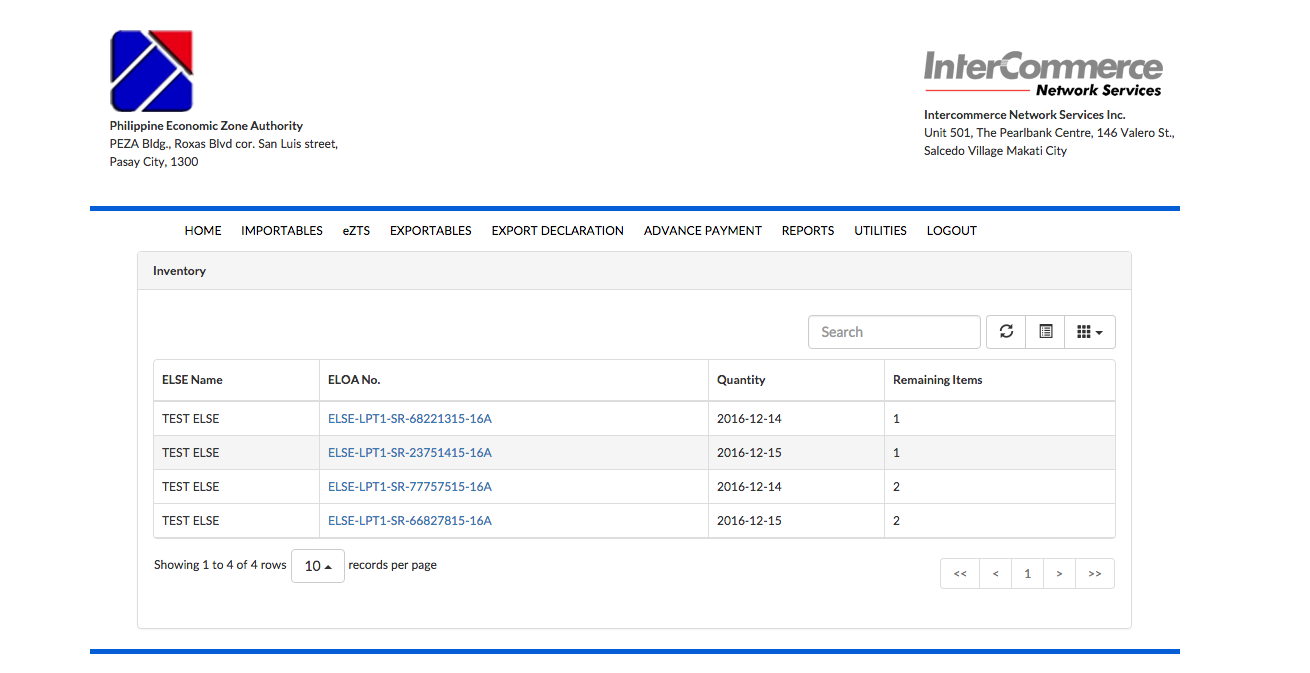 InterCommerce
Network Services
Philippine Economic Zone Authority
PEZA Bldg., Roxas Blvd cor. San Luis street,
Pasay City, 1300
Intercommerce Network Services Inc.
Unit 501, The Pearlbank Centre, 146 Valero St.,
Salcedo Village Makati City
HOME IMPORTABLES eZTS EXPORTABLES EXPORT DECLARATION ADVANCE PAYMENT REPORTS UTILITIES LOGOUT
Inventory
Search
ELSE Name ELOA No. Quantity Remaining Items
TEST ELSE ELSE-LPT1-SR-68221315-16A 2016-12-14 1
TEST ELSE ELSE-LPT1-SR-23751415-16A 2016-12-15 1
TEST ELSE ELSE-LPT1-SR-77757515-16A 2016-12-14 2
TEST ELSE ELSE-LPT1-SR-66827815-16A 2016-12-15 2
Showing 1 to 4 of 4 rows 10 records per page
<< < 1 > >>